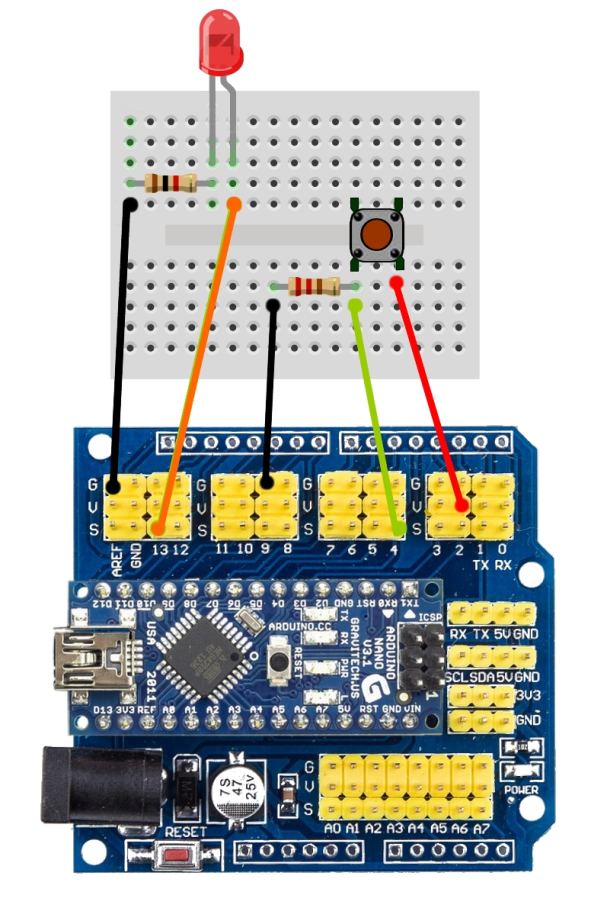 G
V
S
AREF
GND
13 12
11 10 9 8
7 6 5 4
G
V
S
3 2 1 0
TX RX
D12 D11 D10 D9 D8 D7 D6 D5 D4 D3 D2 GND RST RX0 TX1
USA
2011
ARDUINO.CC
RESET
TX
RX
PWR
L
GRAVITECH.US
ARDUINO
NANO
V3.1
G
ICSP
1
D13 3V3 REF A0 A1 A2 A3 A4 A5 A6 A7 5V RST GND VIN
RX TX 5V GND
SCL SDA 5V GND
3V3
GND
POWER
7S
47
25V
G
V
S
A0 A1 A2 A3 A4 A5 A6 A7
RESET